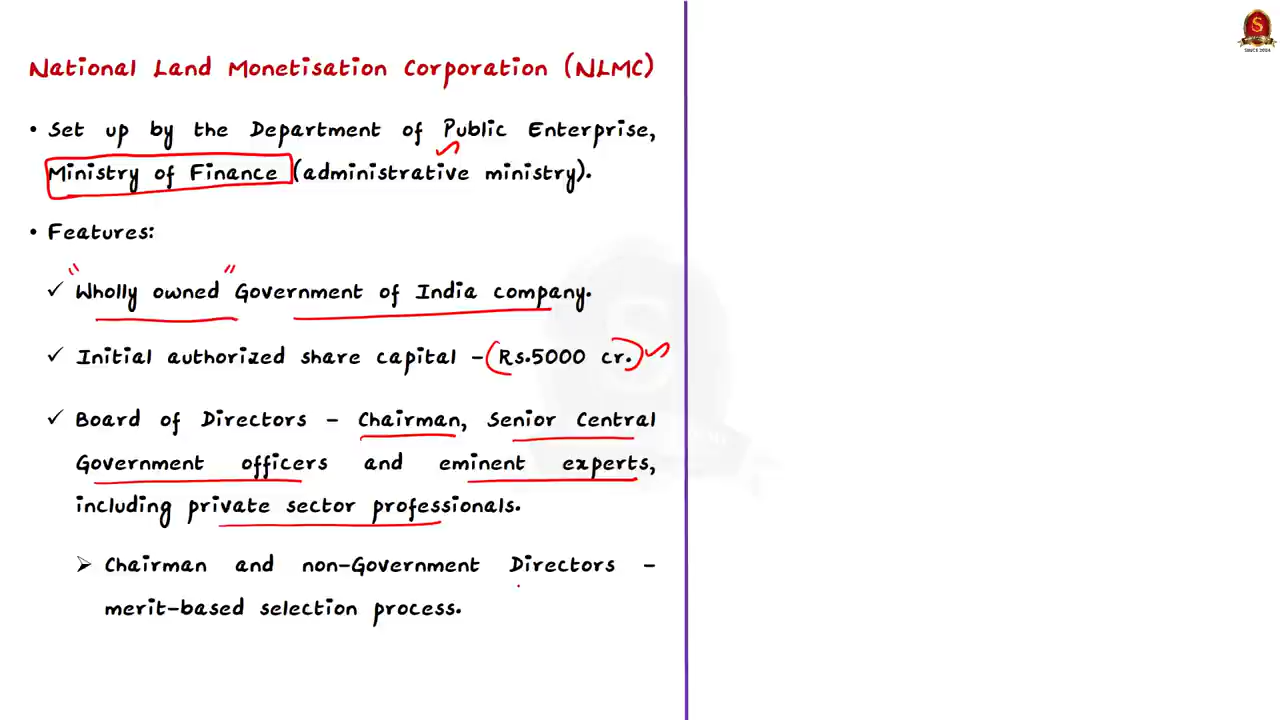 National Land Monetisation Corporation (NLMC)
• Set up by the Department of Public Enterprise,
Ministry of Finance (administrative ministry).
• Features:
✓ "Wholly owned" Government of India company.
✓ Initial authorized share capital - (Rs.5000 cr.)
✓ Board of Directors - Chairman, Senior Central
Government officers and eminent experts,
including private sector professionals.
➢ Chairman and non-Government Directors -
merit-based selection process.
S
SINCE 2004